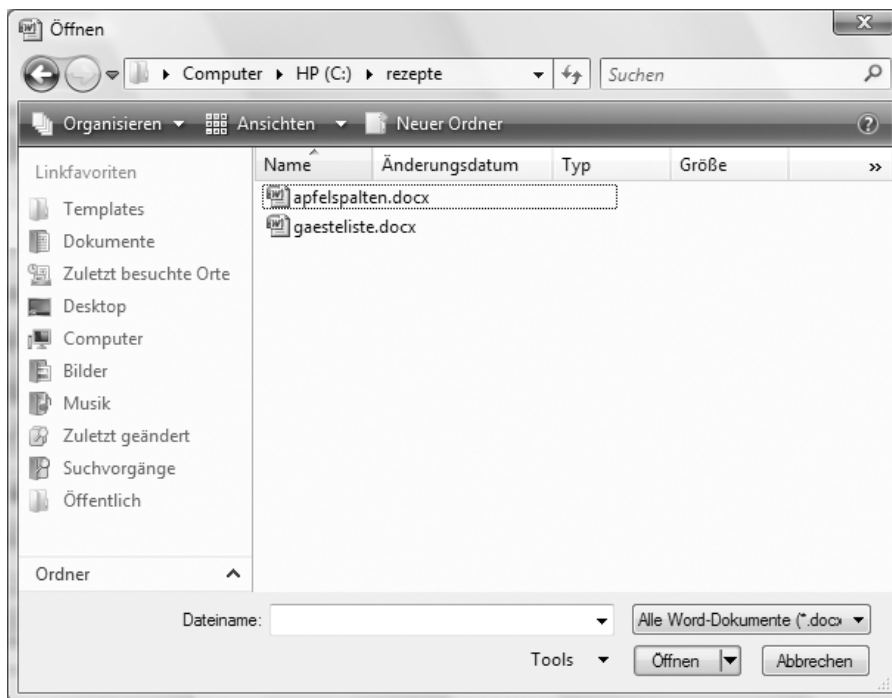 Öffnen
Computer HP (C:) rezepte Suchen
Organisieren Ansichten Neuer Ordner
Linkfavoriten
Templates
Dokumente
Zuletzt besuchte Orte
Desktop
Computer
Bilder
Musik
Zuletzt geändert
Suchvorgänge
Öffentlich
Ordner
Name Änderungsdatum Typ Größe »
apfelspalten.docx
gaesteliste.docx
Dateiname: Alle Word-Dokumente (*.docx
Tools Öffnen Abbrechen